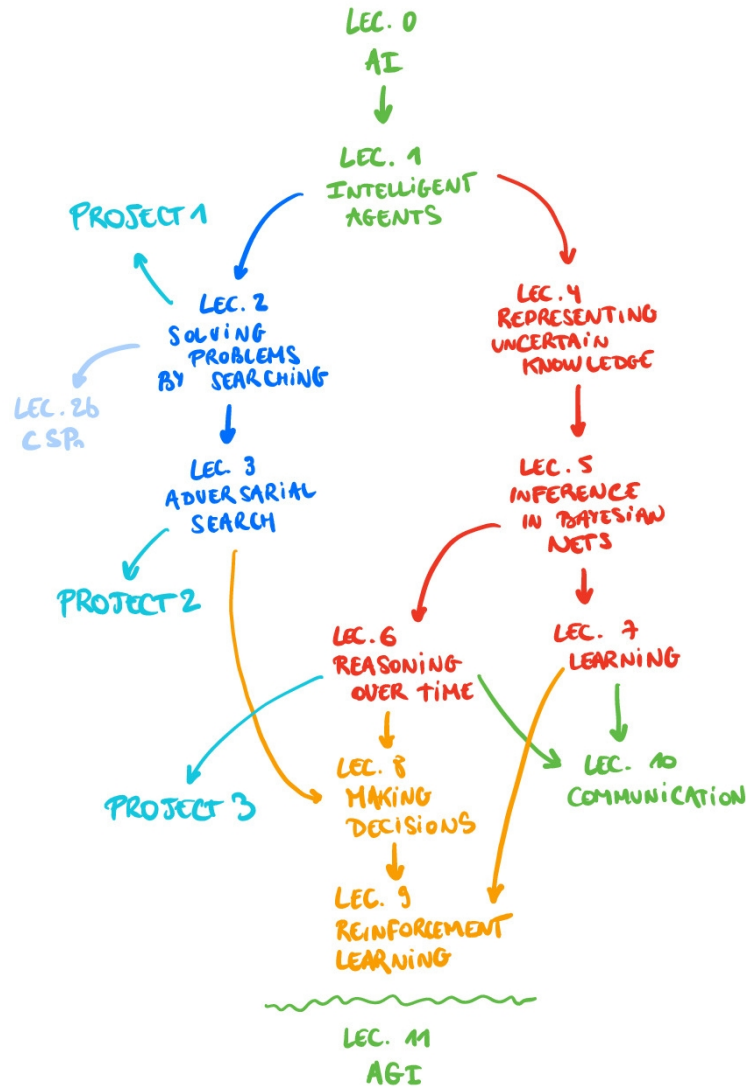 LEC. 0
AI
LEC. 1
INTELLIGENT
AGENTS
PROJECT 1
LEC. 2
SOLVING
PROBLEMS
BY SEARCHING
LEC. 4
REPRESENTING
UNCERTAIN
KNOWLEDGE
LEC. 2b
CSPs
LEC. 3
ADVERSARIAL
SEARCH
LEC. 5
INFERENCE
IN BAYESIAN
NETS
PROJECT 2
LEC. 6
REASONING
OVER TIME
LEC. 7
LEARNING
PROJECT 3
LEC. 8
MAKING
DECISIONS
LEC. 10
COMMUNICATION
LEC. 9
REINFORCEMENT
LEARNING
LEC. 11
AGI